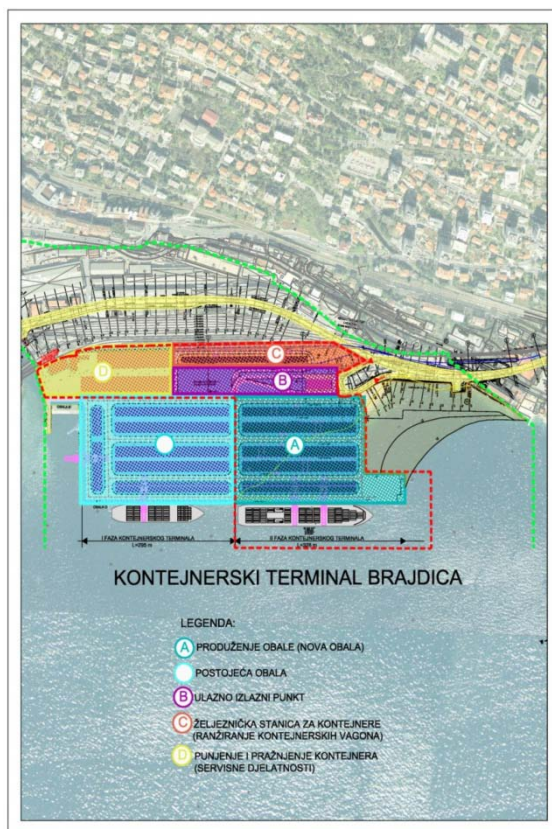 D
C
B
A
I FAZA KONTEJNERSKOG TERMINALA
II FAZA KONTEJNERSKOG TERMINALA
KONTEJNERSKI TERMINAL BRAJDICA
LEGENDA:
A PRODUŽENJE OBALE (NOVA OBALA)
POSTOJEĆA OBALA
B ULAZNO IZLAZNI PUNKT
C ŽELJEZNIČKA STANICA ZA KONTEJNERE
(RANŽIRANJE KONTEJNERSKIH VAGONA)
D PUNJENJE I PRAŽNJENJE KONTEJNERA
(SERVISNE DJELATNOSTI)